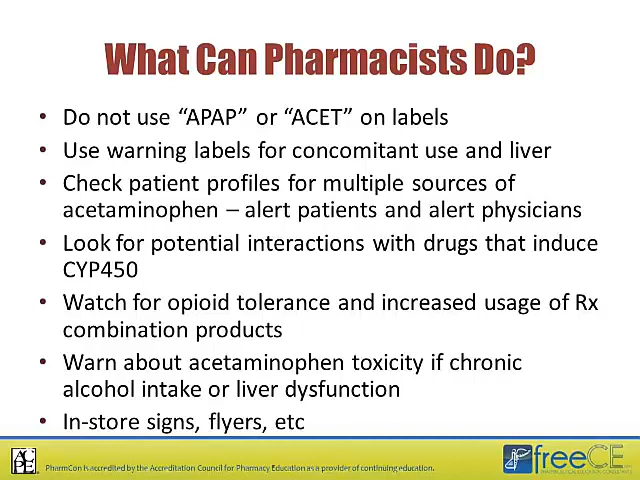 What Can Pharmacists Do?
• Do not use “APAP” or “ACET” on labels
• Use warning labels for concomitant use and liver
• Check patient profiles for multiple sources of
acetaminophen – alert patients and alert physicians
• Look for potential interactions with drugs that induce
CYP450
• Watch for opioid tolerance and increased usage of Rx
combination products
• Warn about acetaminophen toxicity if chronic
alcohol intake or liver dysfunction
• In-store signs, flyers, etc
ACPE
PharmCon is accredited by the Accreditation Council for Pharmacy Education as a provider of continuing education.
freeCE